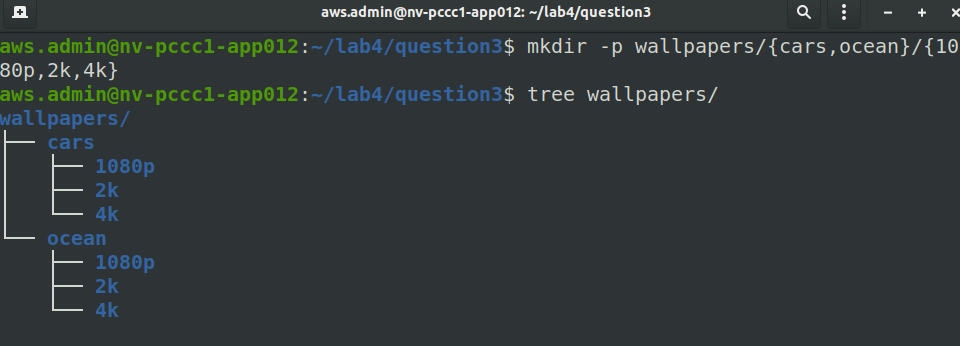 aws.admin@nv-pccc1-app012: ~/lab4/question3
aws.admin@nv-pccc1-app012:~/lab4/question3$ mkdir -p wallpapers/{cars,ocean}/{10
80p,2k,4k}
aws.admin@nv-pccc1-app012:~/lab4/question3$ tree wallpapers/
wallpapers/
├── cars
│   ├── 1080p
│   ├── 2k
│   └── 4k
└── ocean
    ├── 1080p
    ├── 2k
    └── 4k